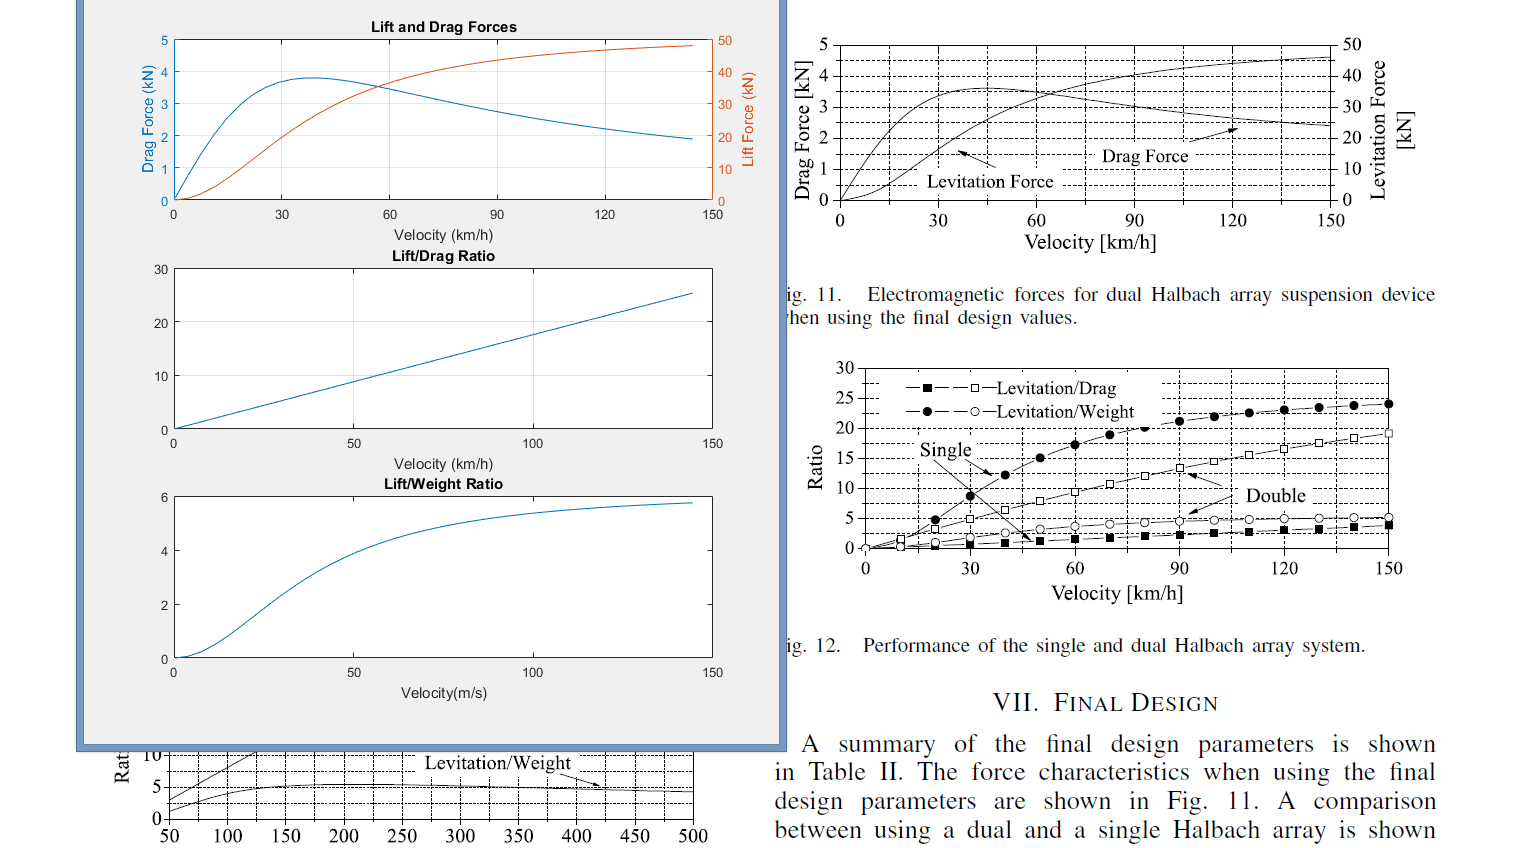 Lift and Drag Forces
5
4
3
2
1
0
Drag Force (kN)
50
40
30
20
10
0
Lift Force (kN)
0 30 60 90 120 150
Velocity (km/h)
Lift/Drag Ratio
30
20
10
0
0 50 100 150
Velocity (km/h)
Lift/Weight Ratio
6
4
2
0
0 50 100 150
Velocity(m/s)
10
5
0
Rati
Levitation/Weight
50 100 150 200 250 300 350 400 450 500
5
4
3
2
1
0
Drag Force [kN]
50
40
30
20
10
0
Levitation Force
[kN]
Drag Force
Levitation Force
0 30 60 90 120 150
Velocity [km/h]
ig. 11. Electromagnetic forces for dual Halbach array suspension device
hen using the final design values.
30
25
20
15
10
5
0
Ratio
Levitation/Drag
Levitation/Weight
Single
Double
0 30 60 90 120 150
Velocity [km/h]
ig. 12. Performance of the single and dual Halbach array system.
VII. FINAL DESIGN
A summary of the final design parameters is shown
in Table II. The force characteristics when using the final
design parameters are shown in Fig. 11. A comparison
between using a dual and a single Halbach array is shown